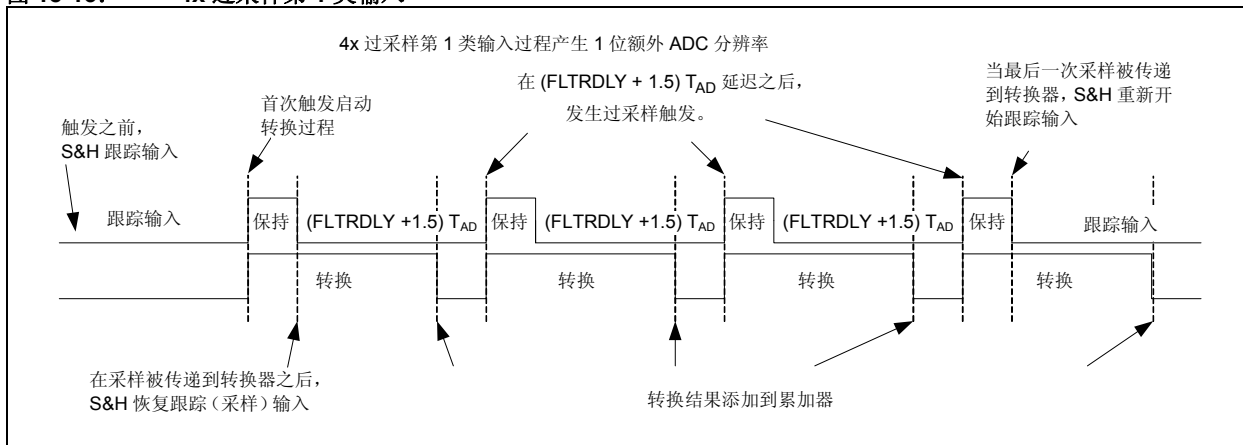 4x 过采样第 1 类输入过程产生 1 位额外 ADC 分辨率
在 (FLTRDLY + 1.5) TAD 延迟之后，
发生过采样触发。
当最后一次采样被传递
到转换器，S&H 重新开
始跟踪输入
首次触发启动
转换过程
触发之前，
S&H 跟踪输入
跟踪输入
保持
(FLTRDLY +1.5) TAD
保持
(FLTRDLY +1.5) TAD
保持
(FLTRDLY +1.5) TAD
保持
跟踪输入
转换
转换
转换
转换
在采样被传递到转换器之后，
S&H 恢复跟踪（采样）输入
转换结果添加到累加器